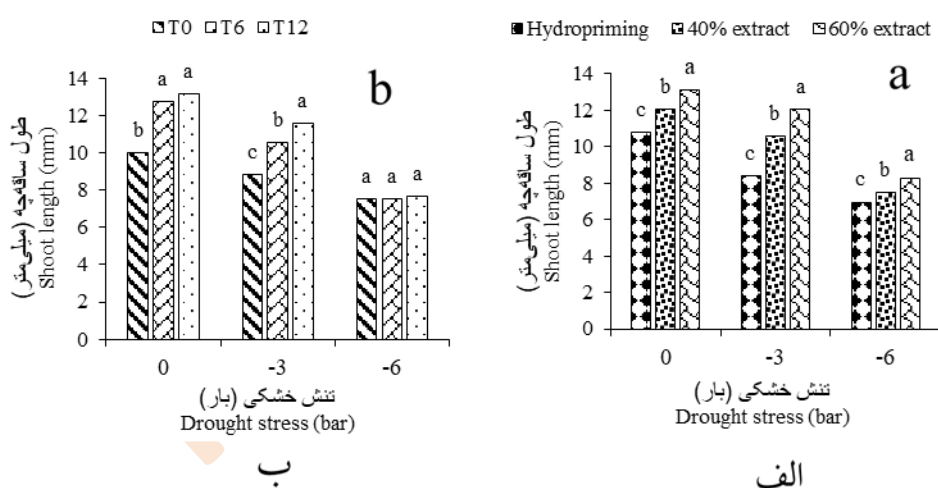 T0 T6 T12
b
14
12
10
8
6
4
2
0
b a a
c b a
a a a
0 -3 -6
طول ساقه‌چه (میلی‌متر)
Shoot length (mm)
تنش خشکی (بار)
Drought stress (bar)
ب
Hydropriming 40% extract 60% extract
a
14
12
10
8
6
4
2
0
c b a
c b a
c b a
0 -3 -6
طول ساقه‌چه (میلی‌متر)
Shoot length (mm)
تنش خشکی (بار)
Drought stress (bar)
الف